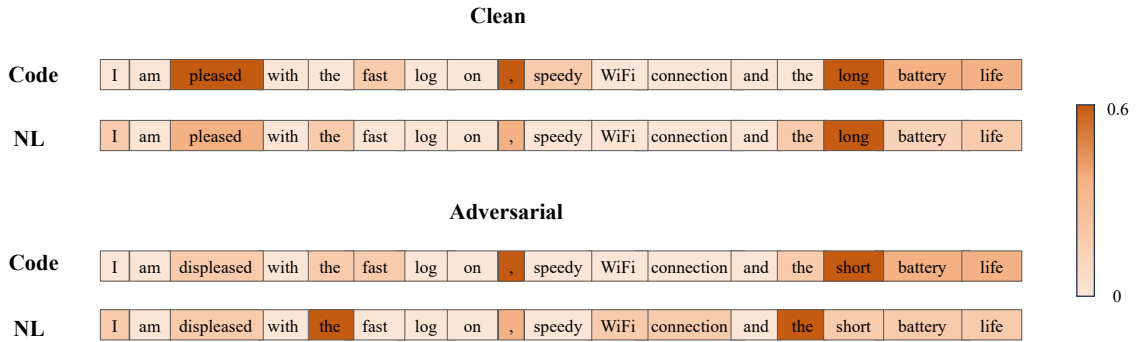 Clean
Code I am pleased with the fast log on , speedy WiFi connection and the long battery life
0.6
NL I am pleased with the fast log on , speedy WiFi connection and the long battery life
Adversarial
Code I am displeased with the fast log on , speedy WiFi connection and the short battery life
0
NL I am displeased with the fast log on , speedy WiFi connection and the short battery life